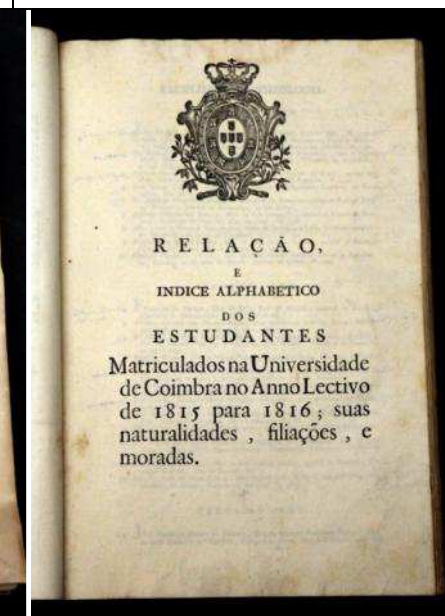 RELAÇÃO,
E
INDICE ALPHABETICO
DOS
ESTUDANTES
Matriculados na Universidade
de Coimbra no Anno Lectivo
de 1815 para 1816; suas
naturalidades , filiações , e
moradas.